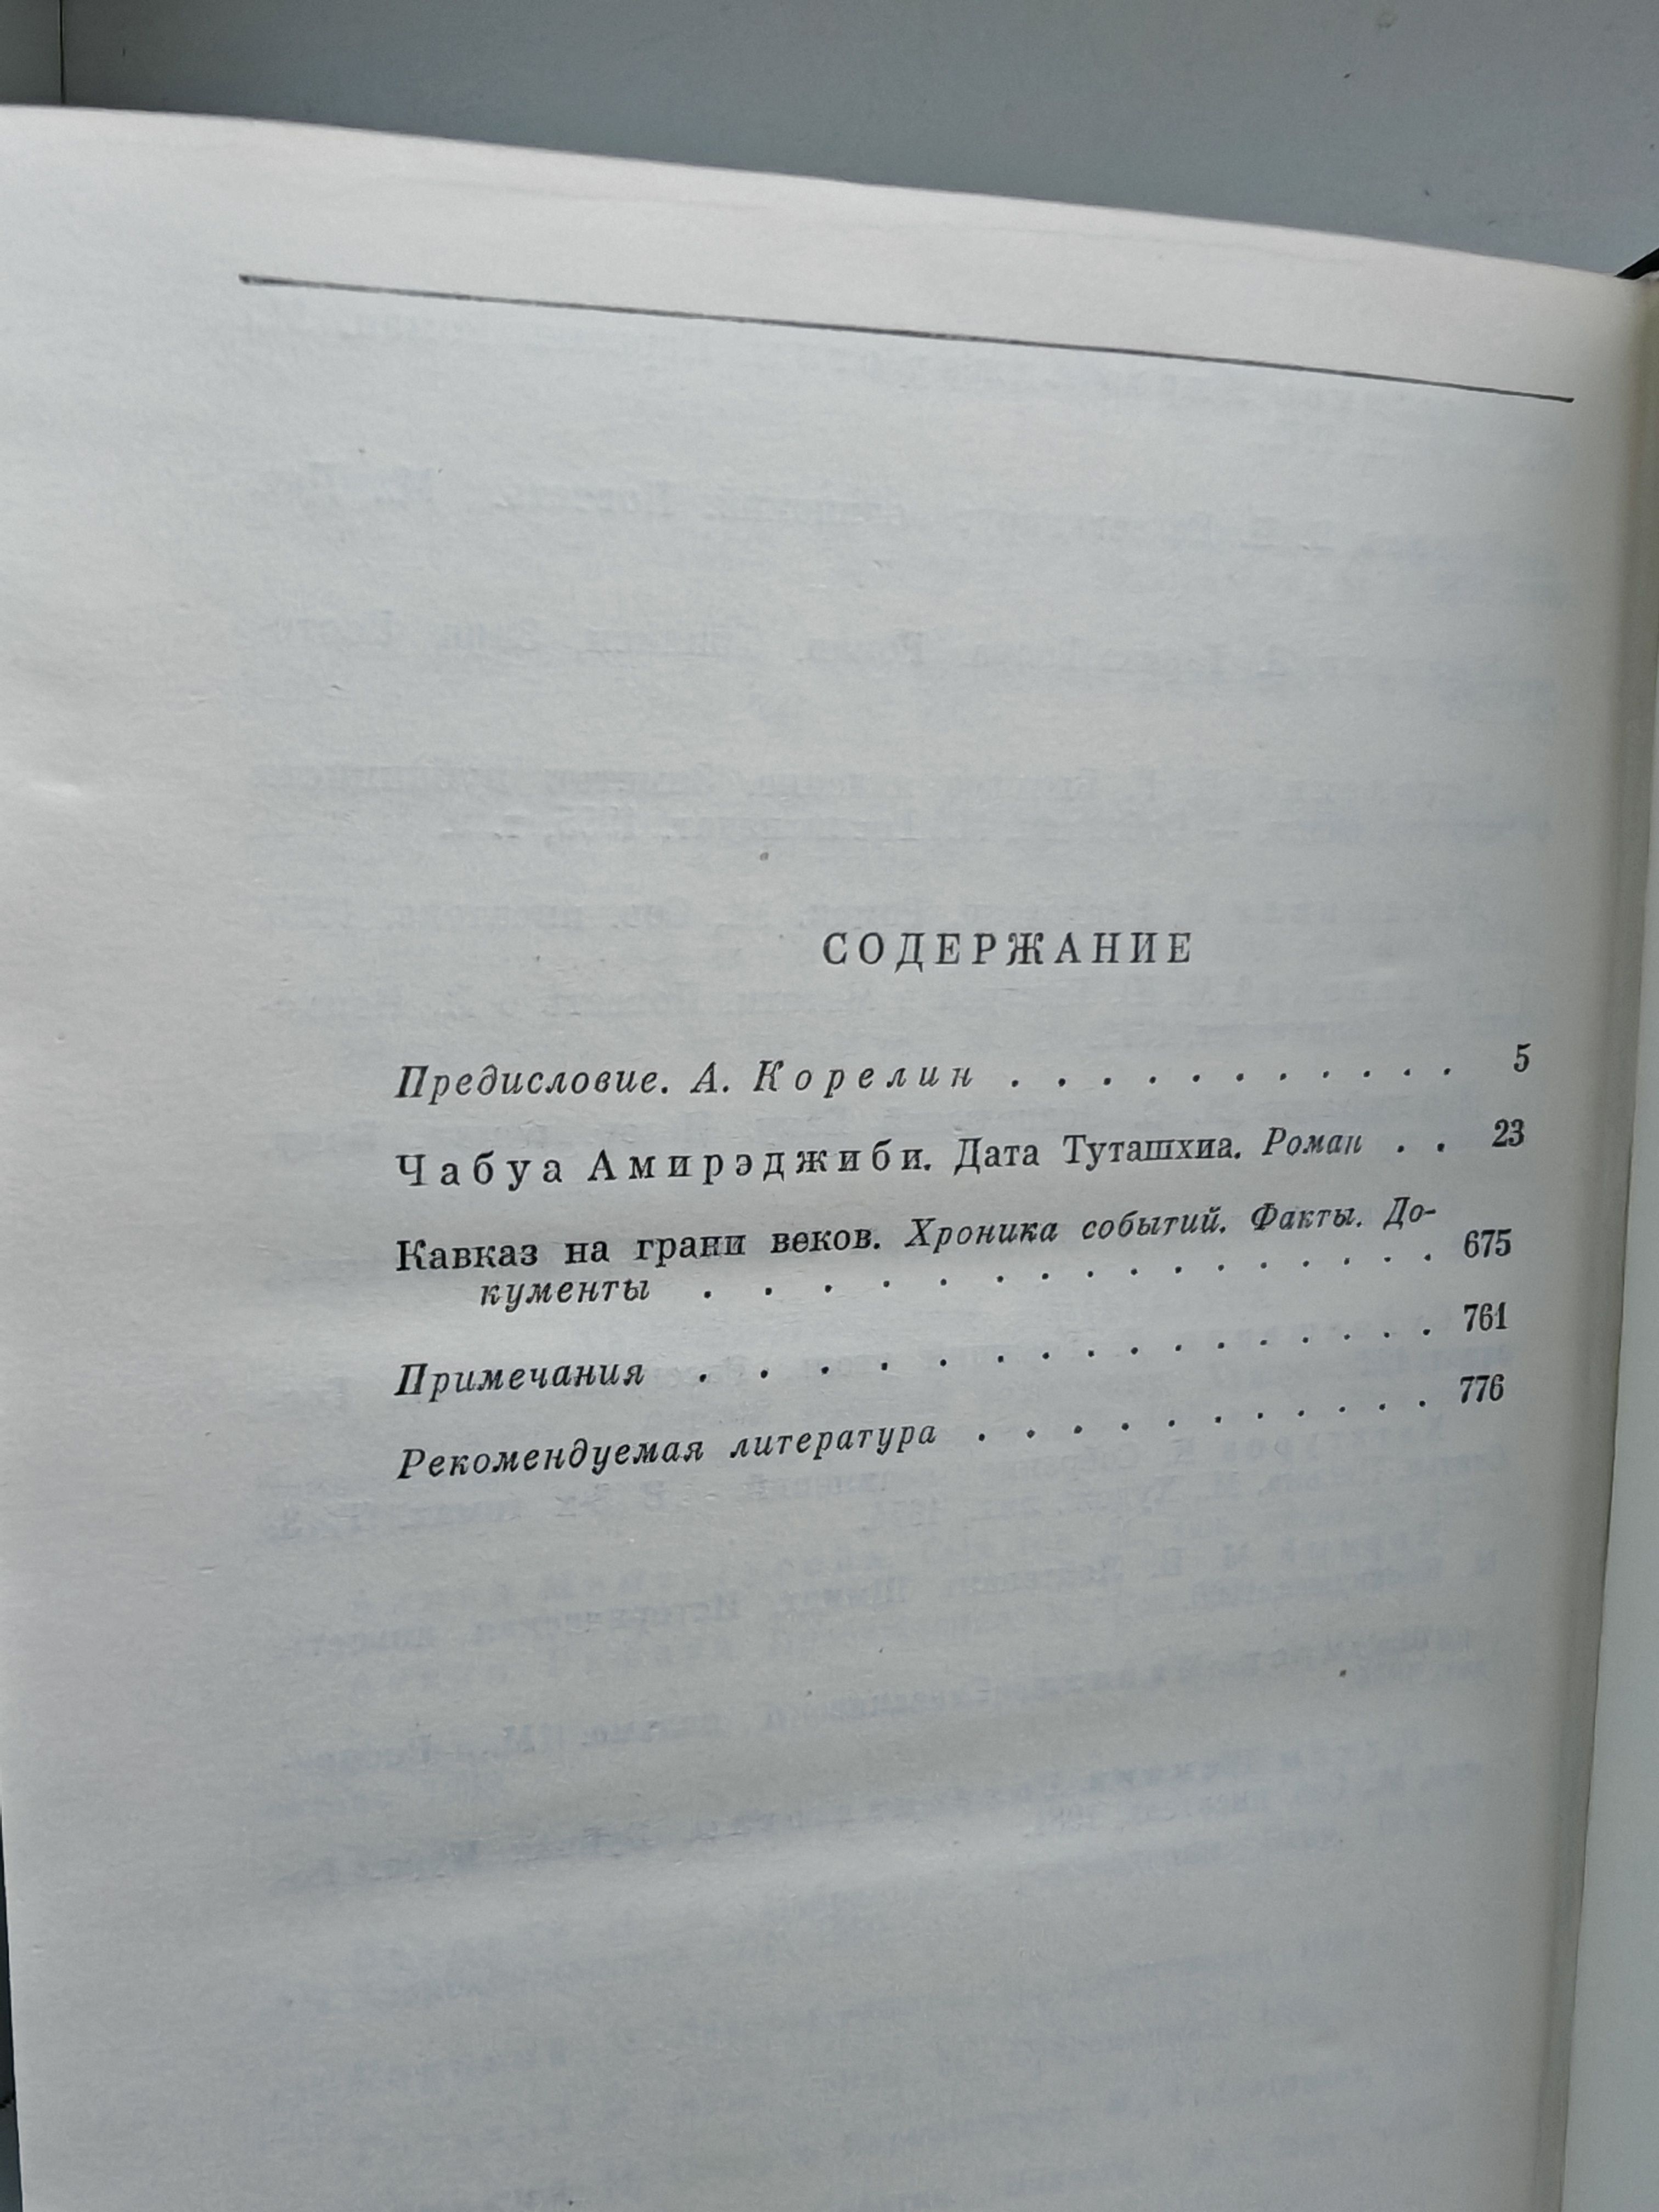 СОДЕРЖАНИЕ
Предисловие. А. Корелин . . . . . . . . . . . 5
Чабуа Амирэджиби. Дата Туташхиа. Роман . . 23
Кавказ на грани веков. Хроника событий. Факты. До-
кументы . . . . . . . . . . . . . . . 675
Примечания . . . . . . . . . . . . . . . 761
Рекомендуемая литература . . . . . . . . . . . 776